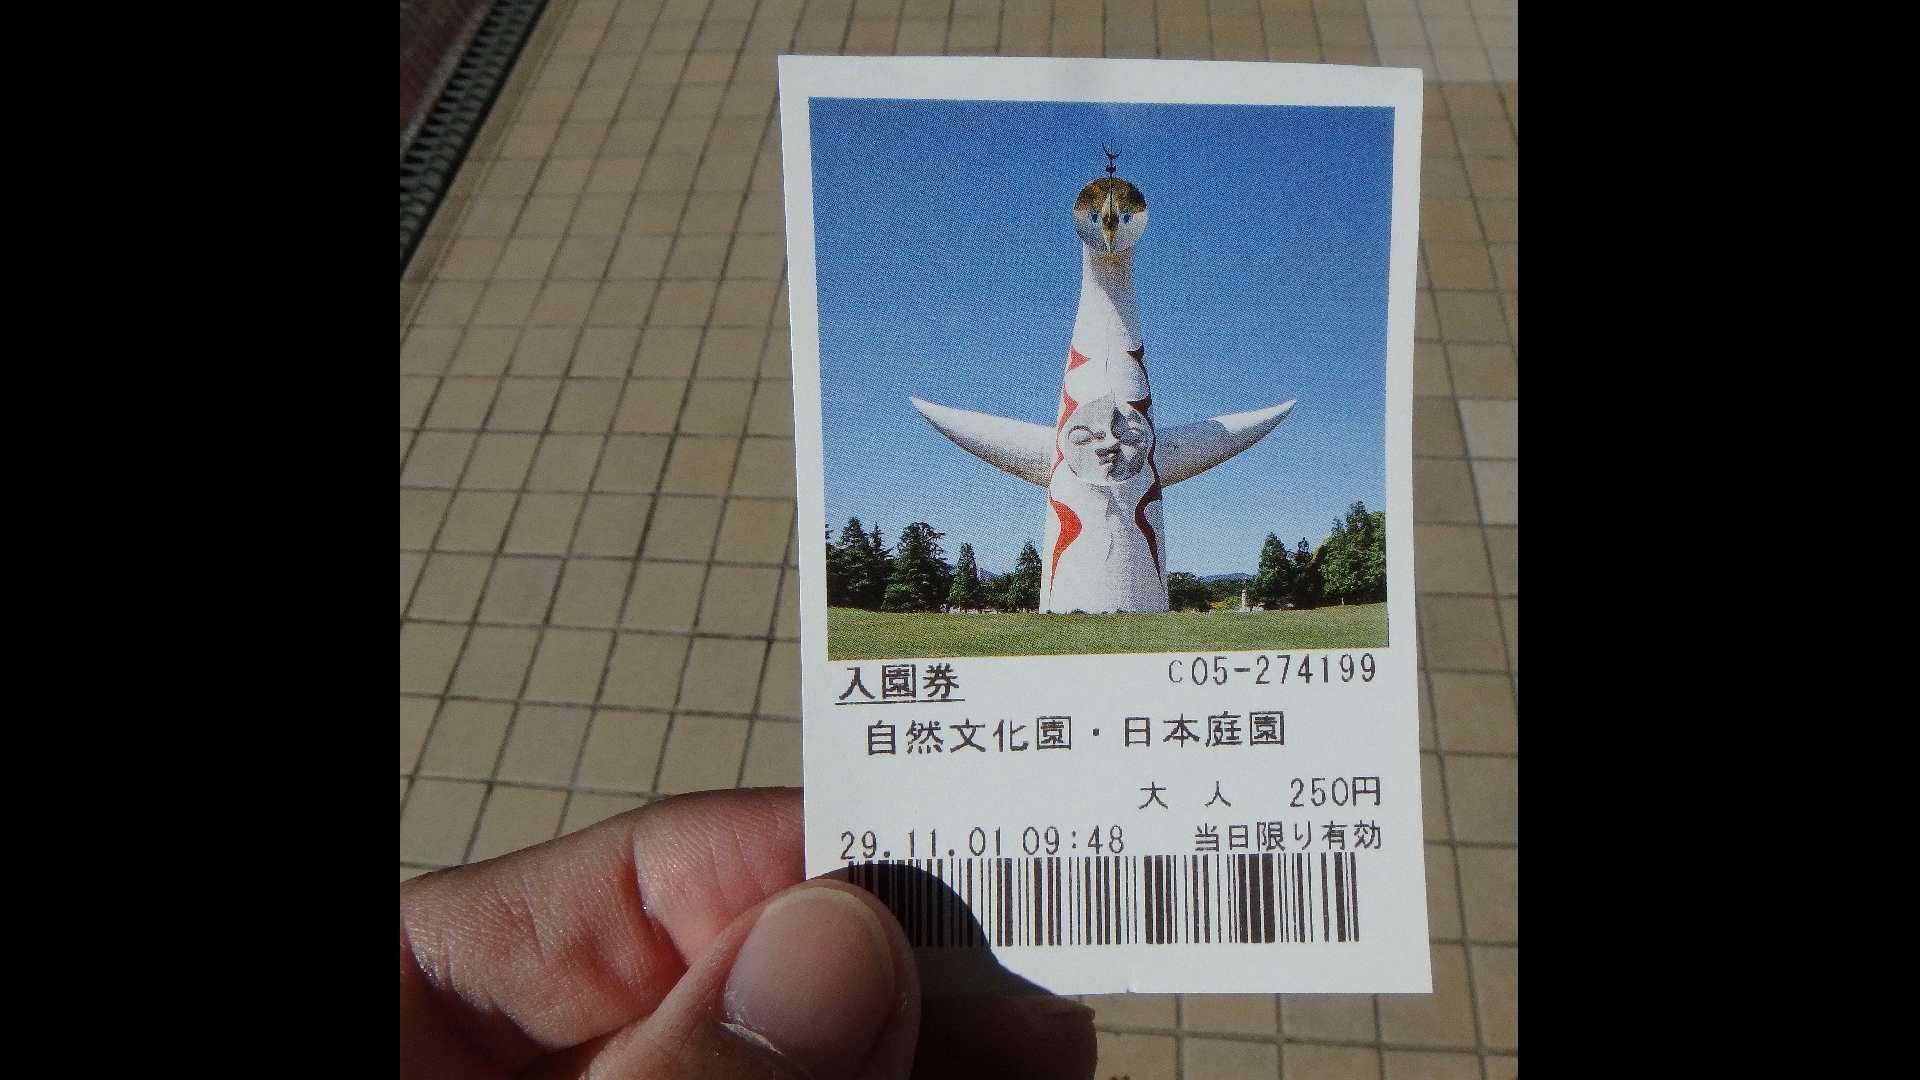 入園券 C05-274199
自然文化園・日本庭園
大 人 250円
29.11.01 09:48 当日限り有効